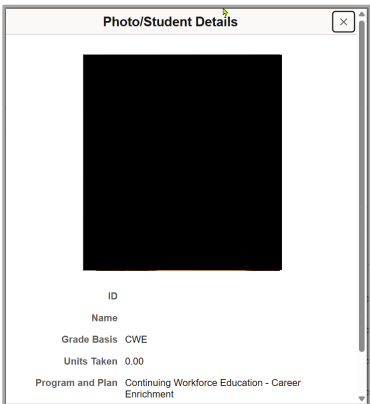 Photo/Student Details
ID
Name
Grade Basis CWE
Units Taken 0.00
Program and Plan Continuing Workforce Education - Career
Enrichment